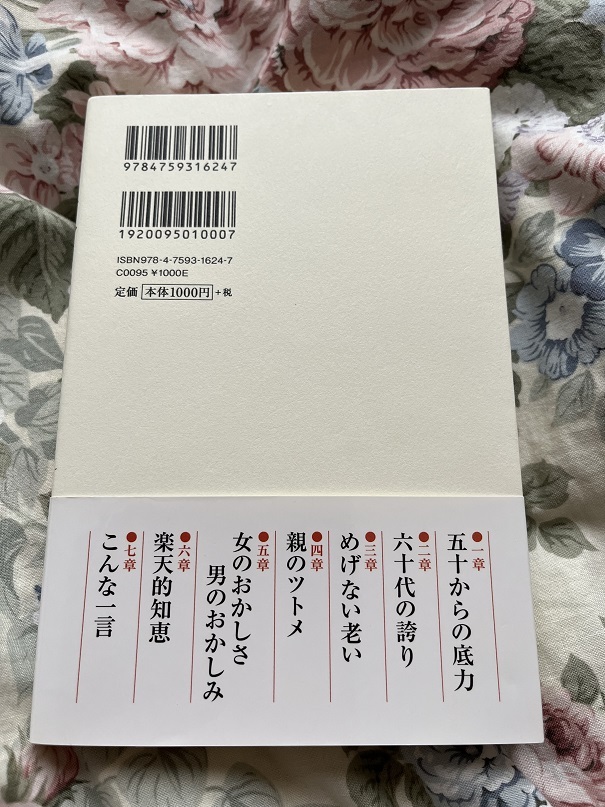 9784759316247
1920095010007
ISBN978-4-7593-1624-7
C0095 ¥1000E
定価 本体1000円 +税
●一章
五十からの底力
●二章
六十代の誇り
●三章
めげない老い
●四章
親のツトメ
●五章
女のおかしさ
男のおかしみ
●六章
楽天的知恵
●七章
こんな一言